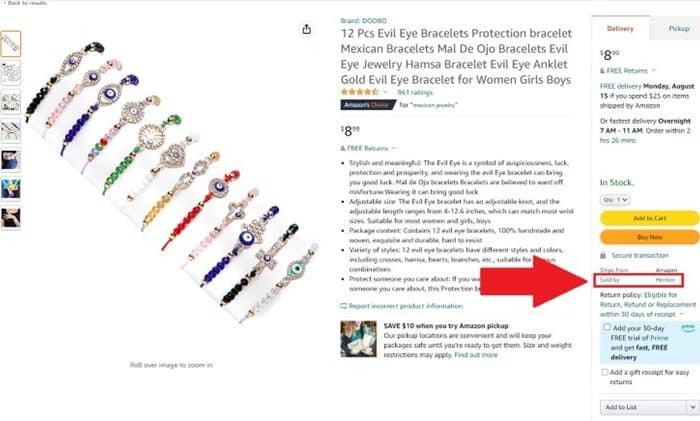 Back to results
Brand: DOOBO
12 Pcs Evil Eye Bracelets Protection bracelet
Mexican Bracelets Mal De Ojo Bracelets Evil
Eye Jewelry Hamsa Bracelet Evil Eye Anklet
Gold Evil Eye Bracelet for Women Girls Boys
961 ratings
Amazon's Choice for "mexican jewelry"
$8⁹⁹
& FREE Returns
• Stylish and meaningful: The Evil Eye is a symbol of auspiciousness, luck,
protection and prosperity, and wearing the evil Eye bracelet can bring
you good luck. Mal de Ojo bracelets Bracelets are believed to ward off
misfortune.Wearing it can bring good luck
• Adjustable size: The Evil Eye bracelet has an adjustable knot, and the
adjustable length ranges from 4-12.6 inches, which can match most wrist
sizes. Suitable for most women and girls, boys
• Package content: Contains 12 evil eye bracelets, 100% handmade and
woven, exquisite and durable, hard to resist
• Variety of styles: 12 evil eye bracelets have different styles and colors,
including crosses, hamsa, hearts, branches, etc., suitable for
combinations
• Protect someone you care about: If you
someone you care about, this Protection
Report incorrect product information.
SAVE $10 when you try Amazon pickup
Our pickup locations are convenient and will keep your
packages safe until you're ready to get them. Size and weight
restrictions may apply. Find out more
Roll over image to zoom in
Delivery Pickup
$8⁹⁹
& FREE Returns
FREE delivery Monday, August
15 if you spend $25 on items
shipped by Amazon
Or fastest delivery Overnight
7 AM - 11 AM. Order within 2
hrs 26 mins
In Stock.
Qty: 1
Add to Cart
Buy Now
Secure transaction
Ships from Amazon
Sold by Henlon
Return policy: Eligible for
Return, Refund or Replacement
within 30 days of receipt
Add your 30-day
FREE trial of Prime
and get fast, FREE
delivery
prime
Add a gift receipt for easy
returns
Add to List